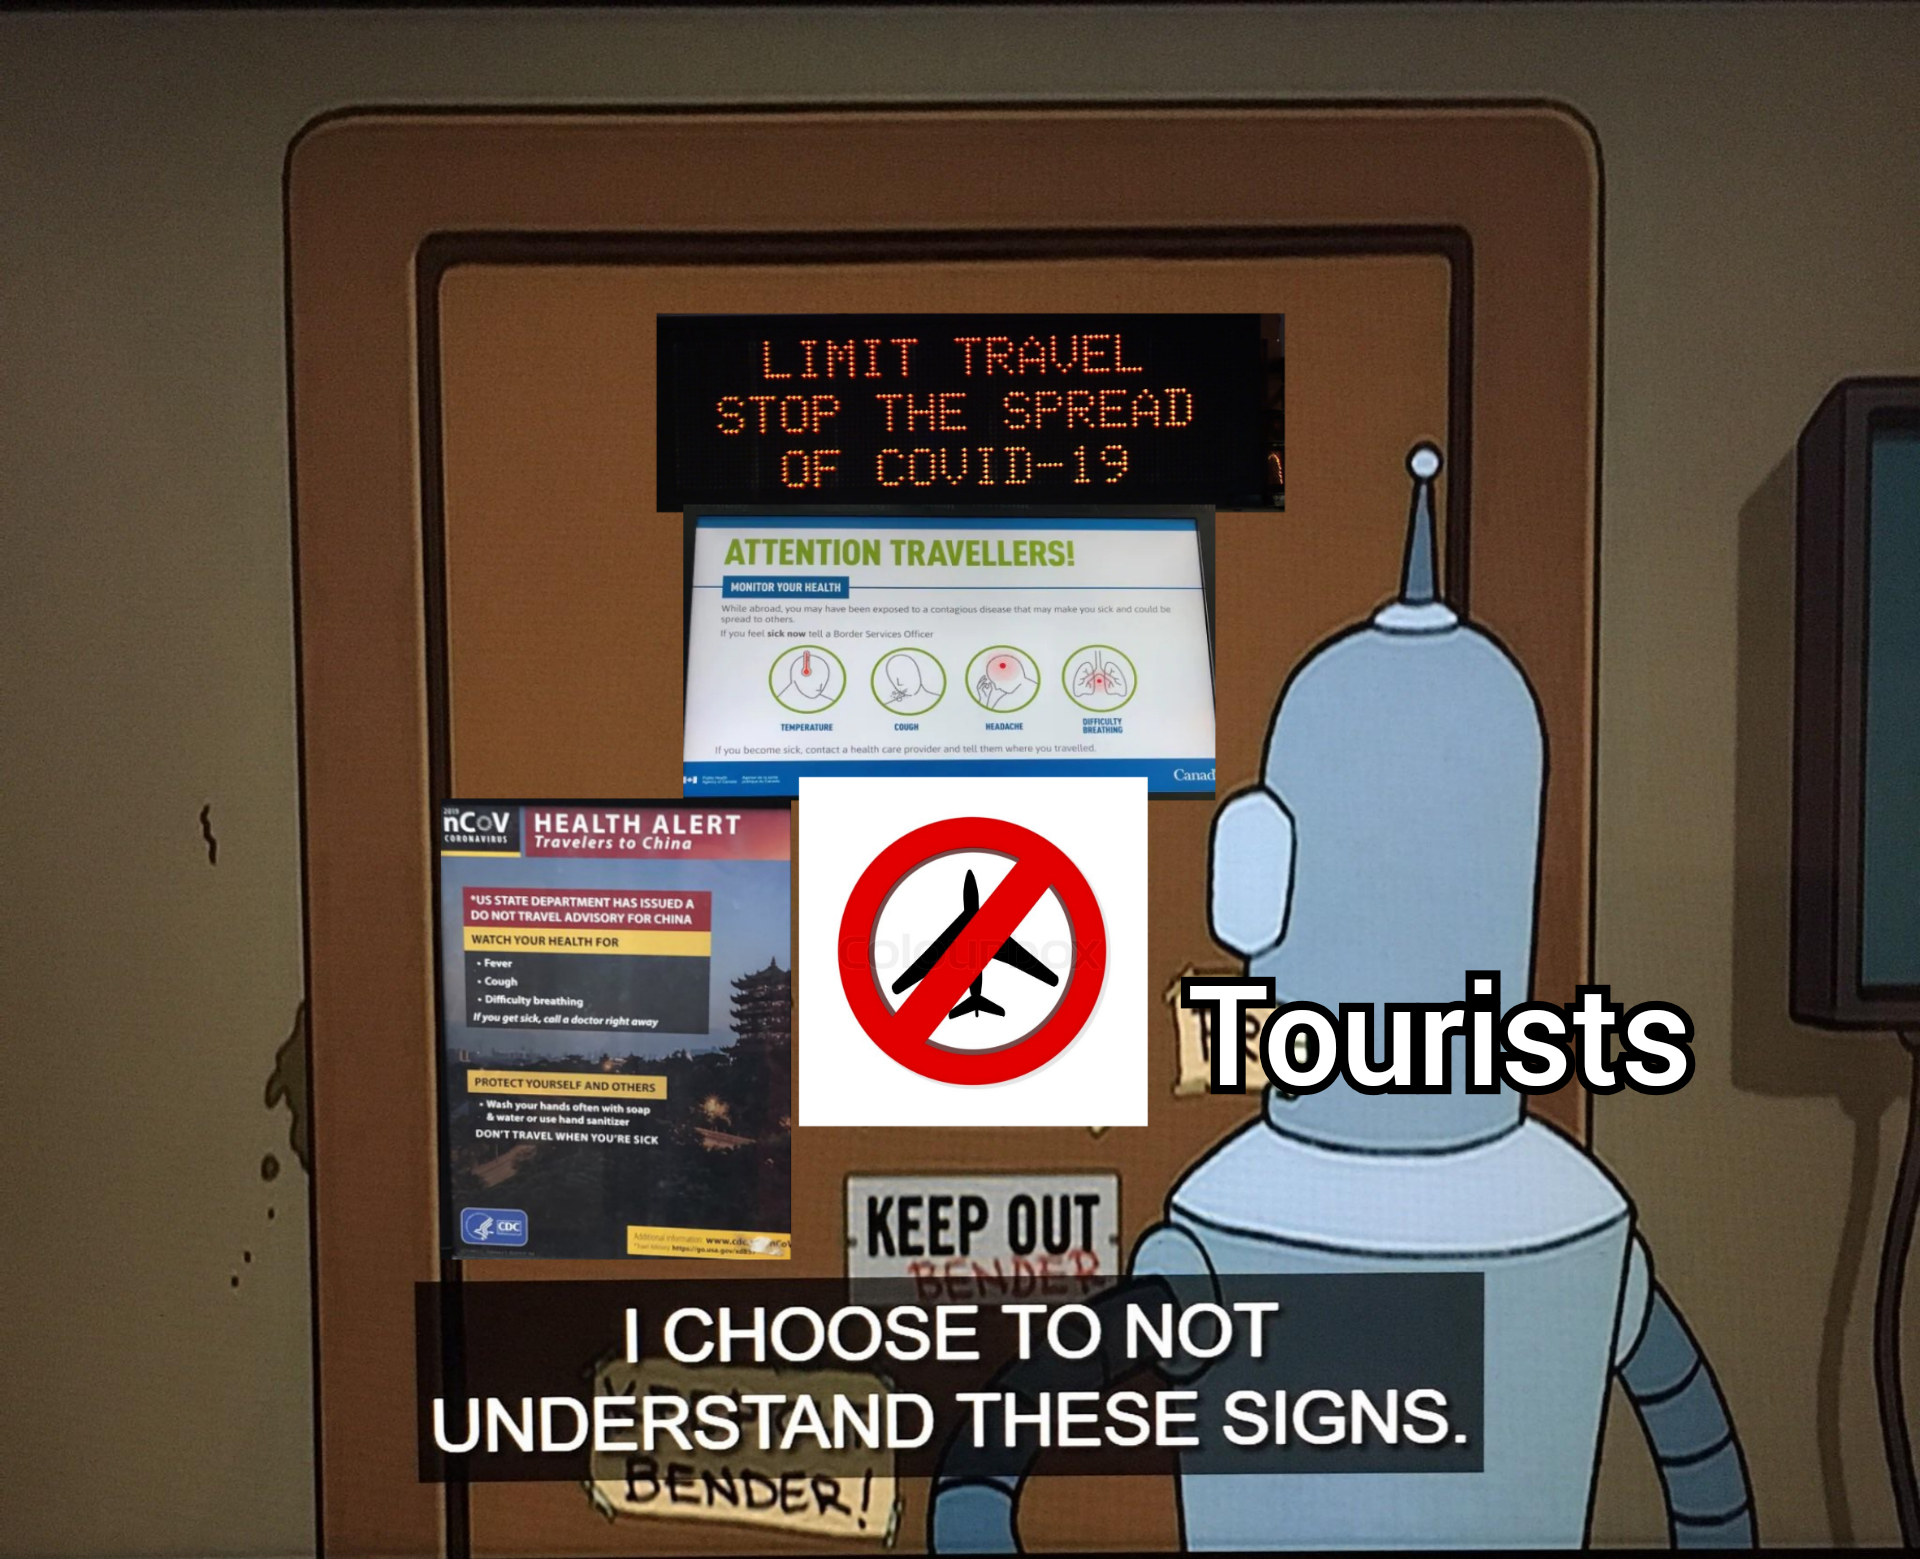 LIMIT TRAVEL
STOP THE SPREAD
OF COVID-19
ATTENTION TRAVELLERS!
MONITOR YOUR HEALTH
While abroad, you may have been exposed to a contagious disease that may make you sick and could be
spread to others.
If you feel sick now tell a Border Services Officer
TEMPERATURE
COUGH
HEADACHE
DIFFICULTY
BREATHING
If you become sick, contact a health care provider and tell them where you travelled.
Canad
2019
nCoV
CORONAVIRUS
HEALTH ALERT
Travelers to China
*US STATE DEPARTMENT HAS ISSUED A
DO NOT TRAVEL ADVISORY FOR CHINA
WATCH YOUR HEALTH FOR
• Fever
• Cough
• Difficulty breathing
If you get sick, call a doctor right away
PROTECT YOURSELF AND OTHERS
• Wash your hands often with soap
& water or use hand sanitizer
DON'T TRAVEL WHEN YOU'RE SICK
CDC
Additional information: www.cdc.
Tourists
KEEP OUT
BENDER
I CHOOSE TO NOT
UNDERSTAND THESE SIGNS.
BENDER!